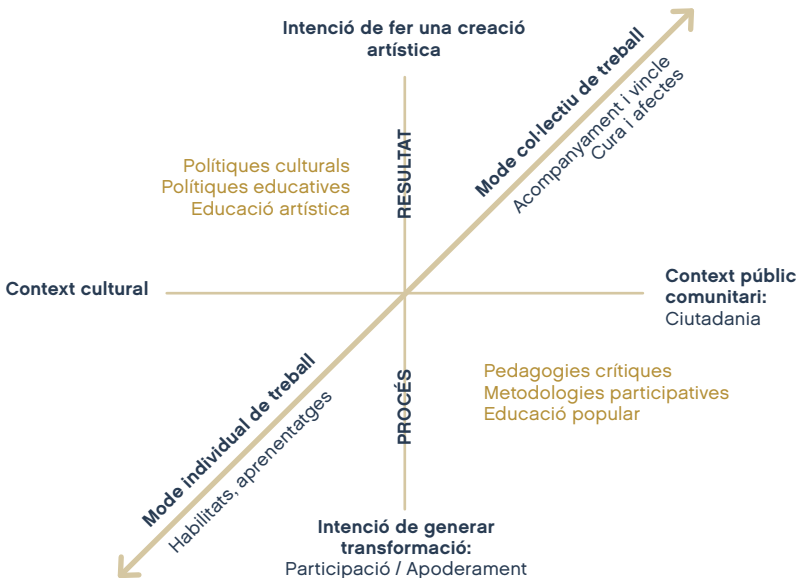 Intenció de fer una creació
artística
Mode col·lectiu de treball
Acompanyament i vincle
Cura i afectes
RESULTAT
Polítiques culturals
Polítiques educatives
Educació artística
Context cultural
Context públic
comunitari:
Ciutadania
Mode individual de treball
Habilitats, aprenentatges
PROCÉS
Pedagogies crítiques
Metodologies participatives
Educació popular
Intenció de generar
transformació:
Participació / Apoderament